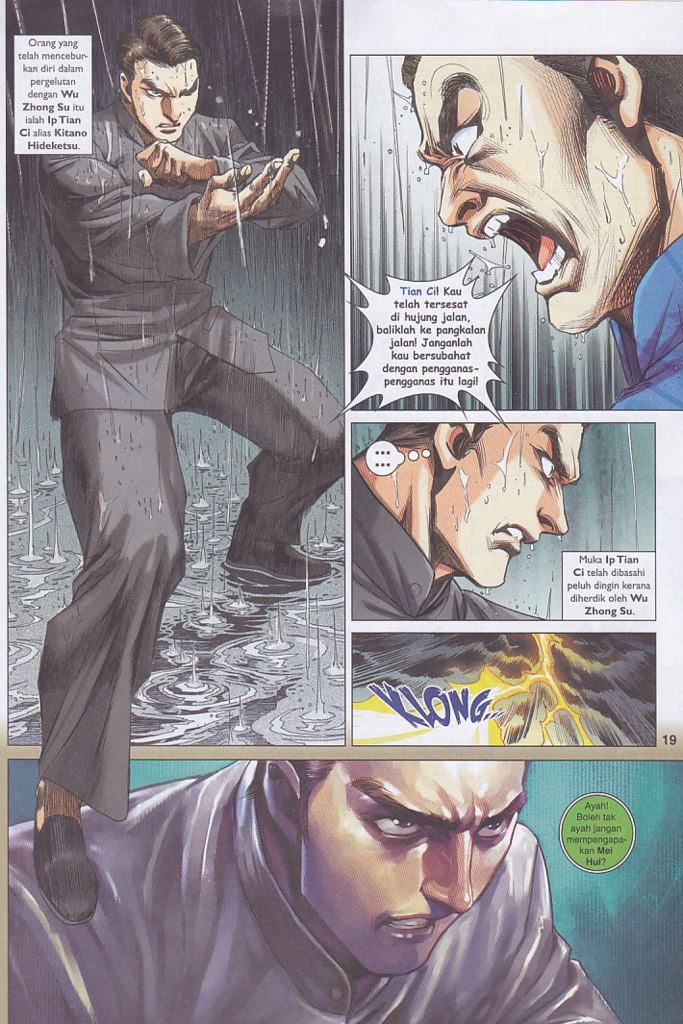 Orang yang
telah mencebur-
kan diri dalam
pergelutan
dengan Wu
Zhong Su itu
ialah Ip Tian
Ci alias Kitano
Hideketsu.
Tian Ci! Kau
telah tersesat
di hujung jalan,
baliklah ke pangkalan
jalan! Janganlah
kau bersubahat
dengan pengganas-
pengganas itu lagi!
...
...
Muka Ip Tian
Ci telah dibasahi
peluh dingin kerana
diherdik oleh Wu
Zhong Su.
KLONG...
19
Ayah!
Boleh tak
ayah jangan
mempengapa-
kan Mei
Hui?